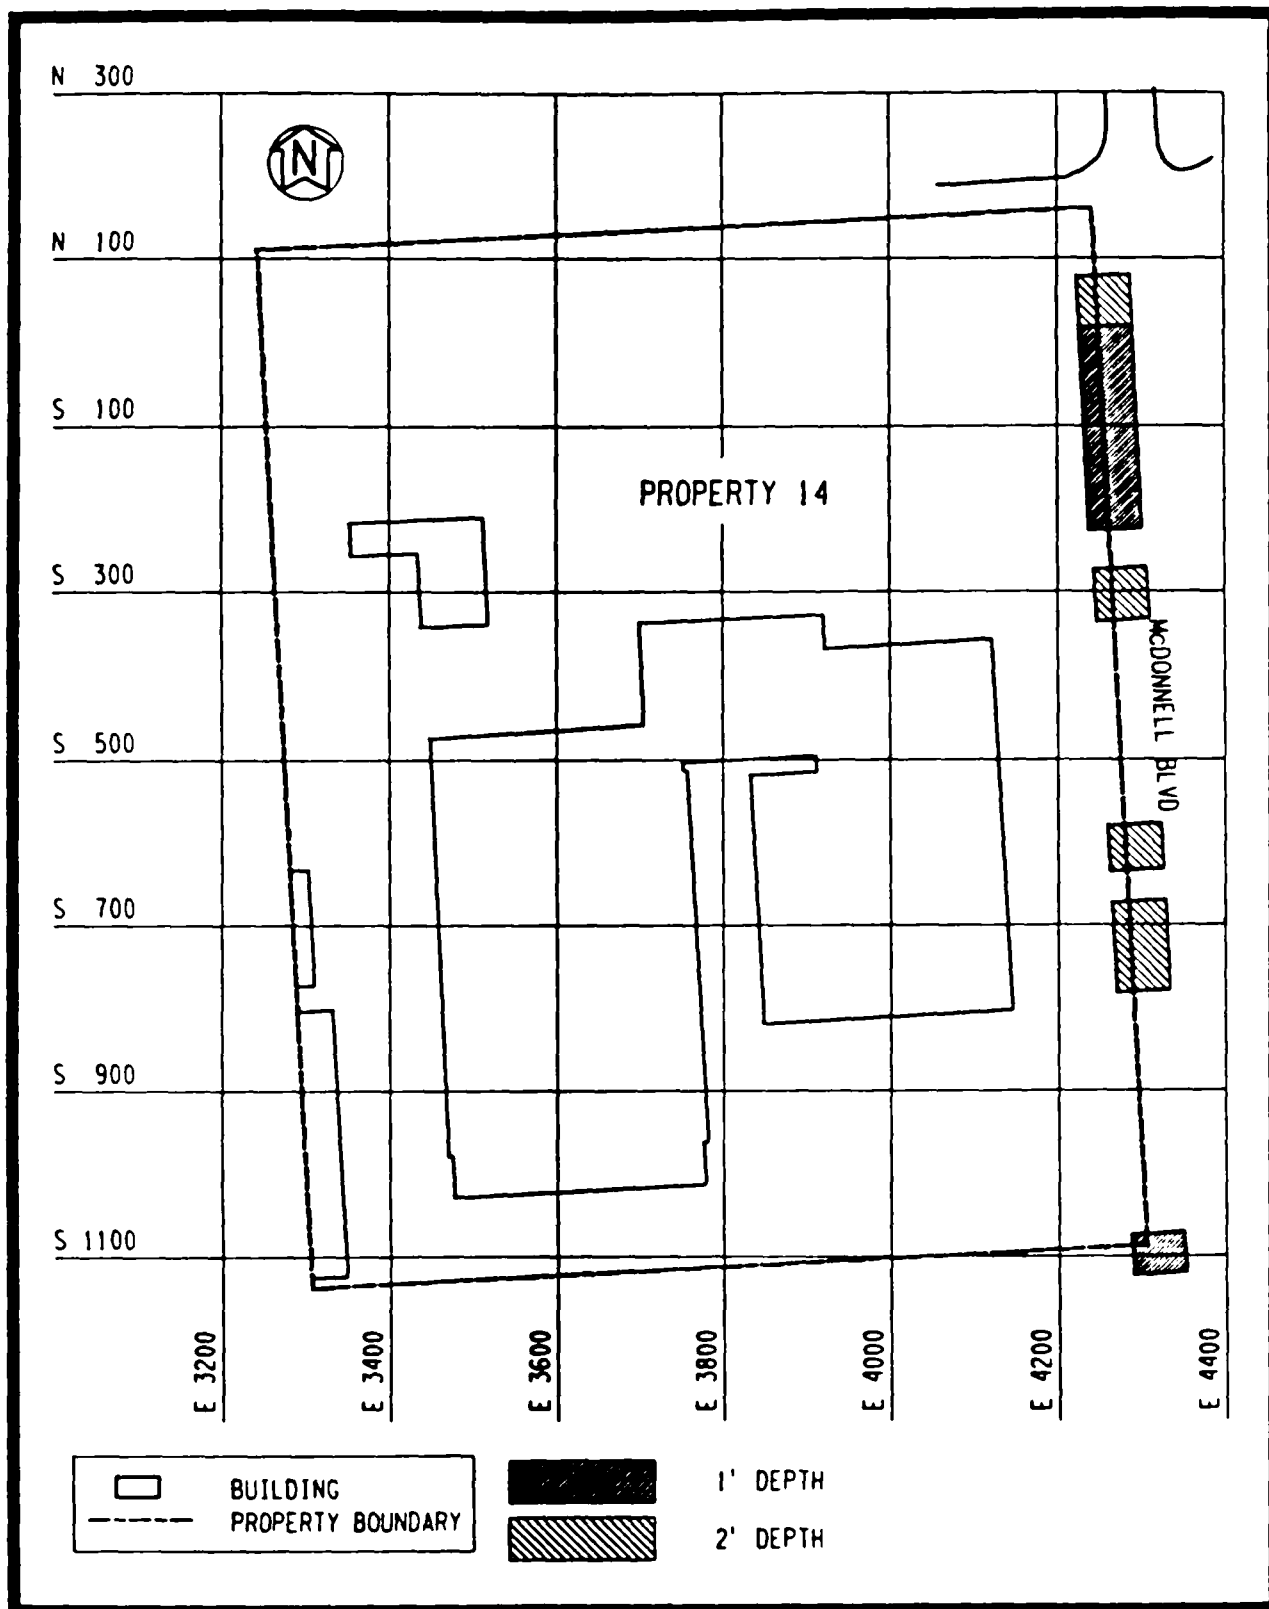 N 300
N
N 100
S 100
PROPERTY 14
S 300
McDONNELL BLVD
S 500
S 700
S 900
S 1100
E 3200
E 3400
E 3600
E 3800
E 4000
E 4200
E 4400
BUILDING
PROPERTY BOUNDARY
1' DEPTH
2' DEPTH